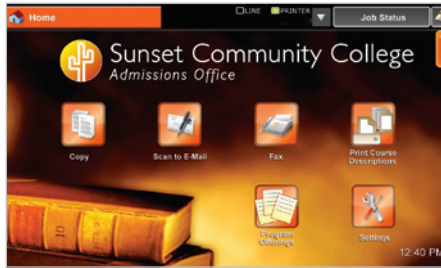 Home
LINE PRINTER
Job Status
Sunset Community College
Admissions Office
Copy
Scan to E-Mail
Fax
Print Course
Descriptions
Program
Offerings
Settings
12:40 PM
10